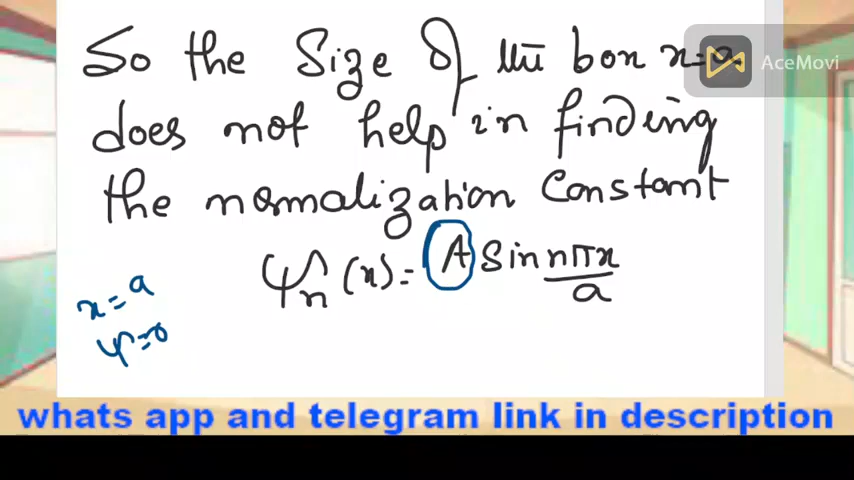 So the Size of the box x=a
AceMovi
does not help in finding
the normalization Constant
ψn (x) = A Sin nπx/a
x = a
ψ=0
whats app and telegram link in description